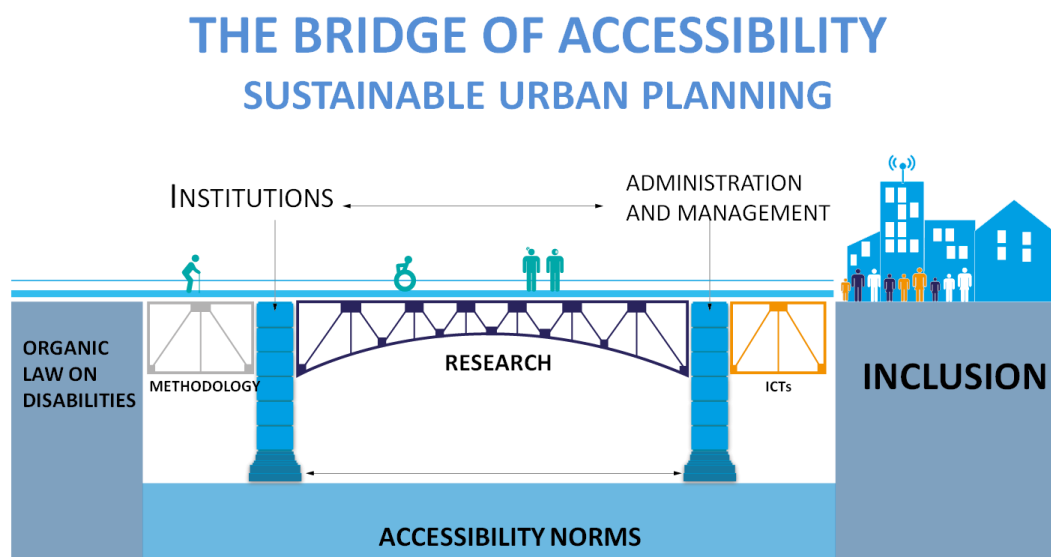 THE BRIDGE OF ACCESSIBILITY
SUSTAINABLE URBAN PLANNING
INSTITUTIONS
ADMINISTRATION
AND MANAGEMENT
ORGANIC
LAW ON
DISABILITIES
METHODOLOGY
RESEARCH
ICTs
INCLUSION
ACCESSIBILITY NORMS